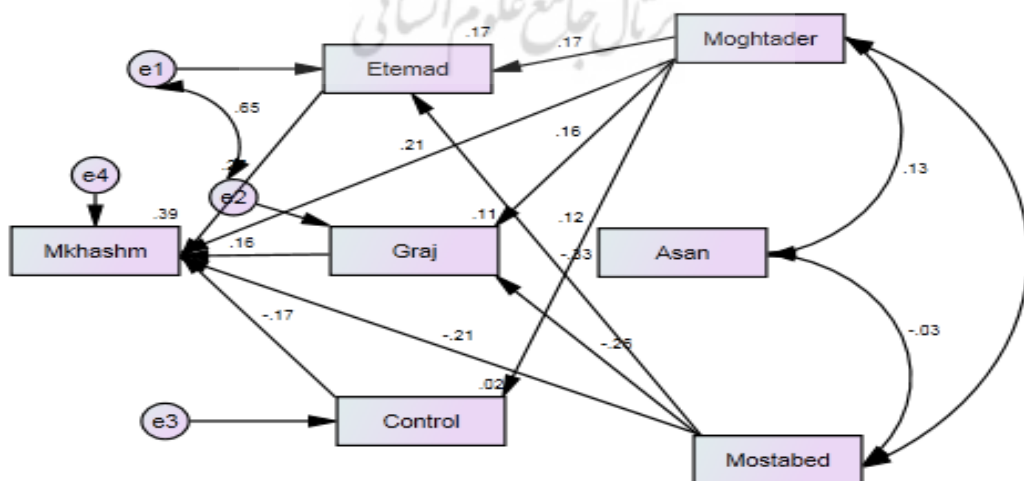 .17
Moghtader
Etemad
.17
e1
.65
.16
.21
.13
e4
e2
.39
.11
.12
Mkhashm
.16
Graj
-.33
Asan
-.17
-.21
-.03
.02
e3
Control
Mostabed